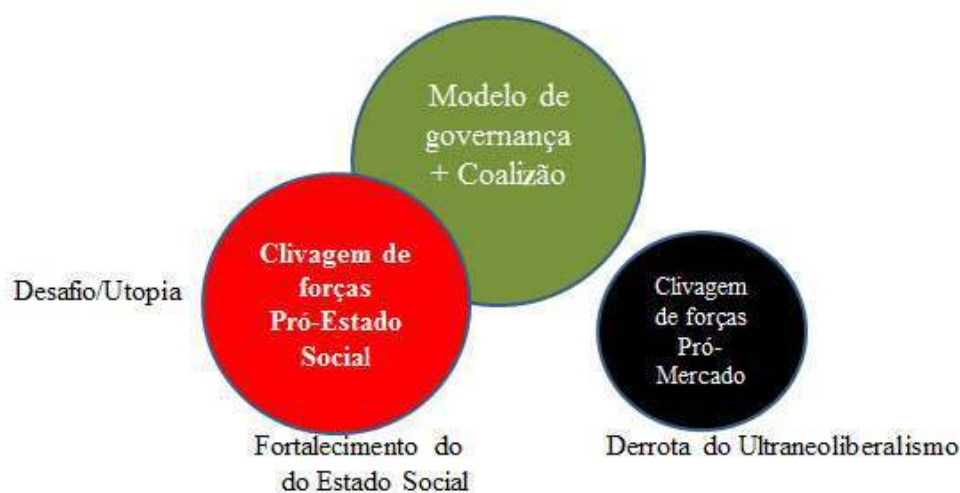 Modelo de
governança
+ Coalizão
Clivagem de
forças
Pró-Estado
Social
Desafio/Utopia
Clivagem
de forças
Pró-
Mercado
Fortalecimento do
do Estado Social
Derrota do Ultraneoliberalismo